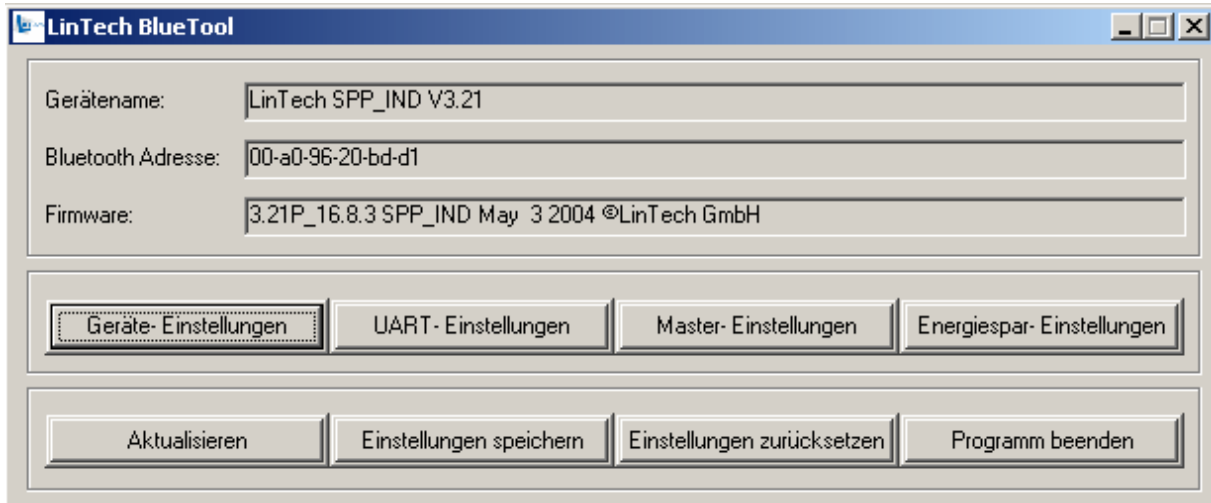 LinTech BlueTool
Gerätename: LinTech SPP_IND V3.21
Bluetooth Adresse: 00-a0-96-20-bd-d1
Firmware: 3.21P_16.8.3 SPP_IND May  3 2004 ©LinTech GmbH
Geräte- Einstellungen UART- Einstellungen Master- Einstellungen Energiespar- Einstellungen
Aktualisieren Einstellungen speichern Einstellungen zurücksetzen Programm beenden